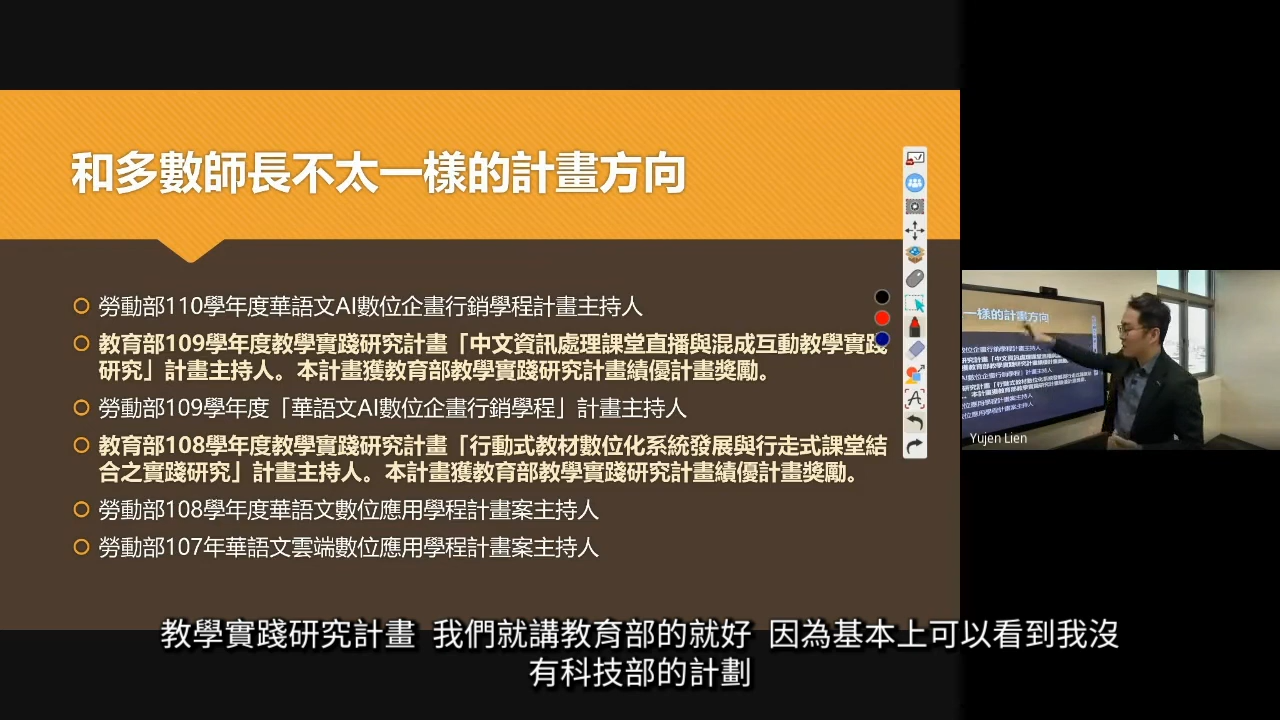 和多數師長不太一樣的計畫方向
勞動部110學年度華語文AI數位企畫行銷學程計畫主持人
教育部109學年度教學實踐研究計畫「中文資訊處理課堂直播與混成互動教學實踐
研究」計畫主持人。本計畫獲教育部教學實踐研究計畫績優計畫獎勵。
勞動部109學年度「華語文AI數位企畫行銷學程」計畫主持人
教育部108學年度教學實踐研究計畫「行動式教材數位化系統發展與行走式課堂結
合之實踐研究」計畫主持人。本計畫獲教育部教學實踐研究計畫績優計畫獎勵。
勞動部108學年度華語文數位應用學程計畫案主持人
勞動部107年華語文雲端數位應用學程計畫案主持人
一樣的計畫方向
Yujen Lien
教學實踐研究計畫 我們就講教育部的就好 因為基本上可以看到我沒
有科技部的計劃